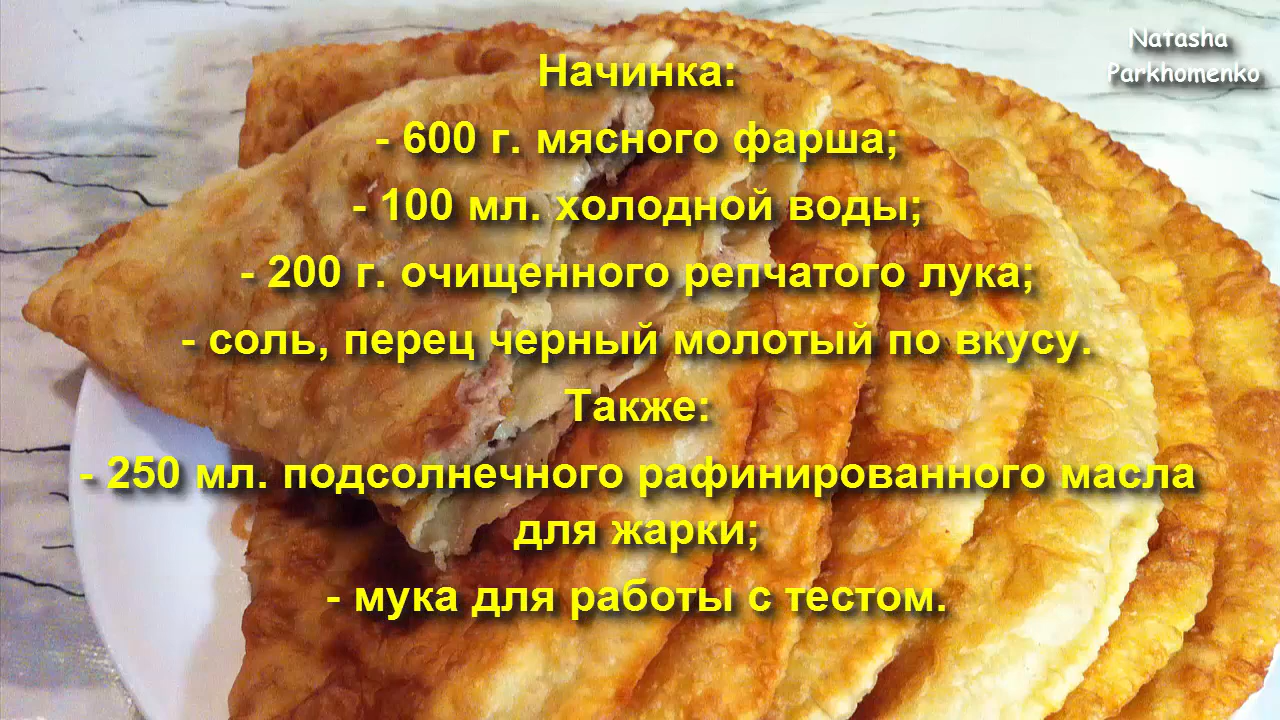 Natasha
Parkhomenko
Начинка:
- 600 г. мясного фарша;
- 100 мл. холодной воды;
- 200 г. очищенного репчатого лука;
- соль, перец черный молотый по вкусу.
Также:
- 250 мл. подсолнечного рафинированного масла
для жарки;
- мука для работы с тестом.